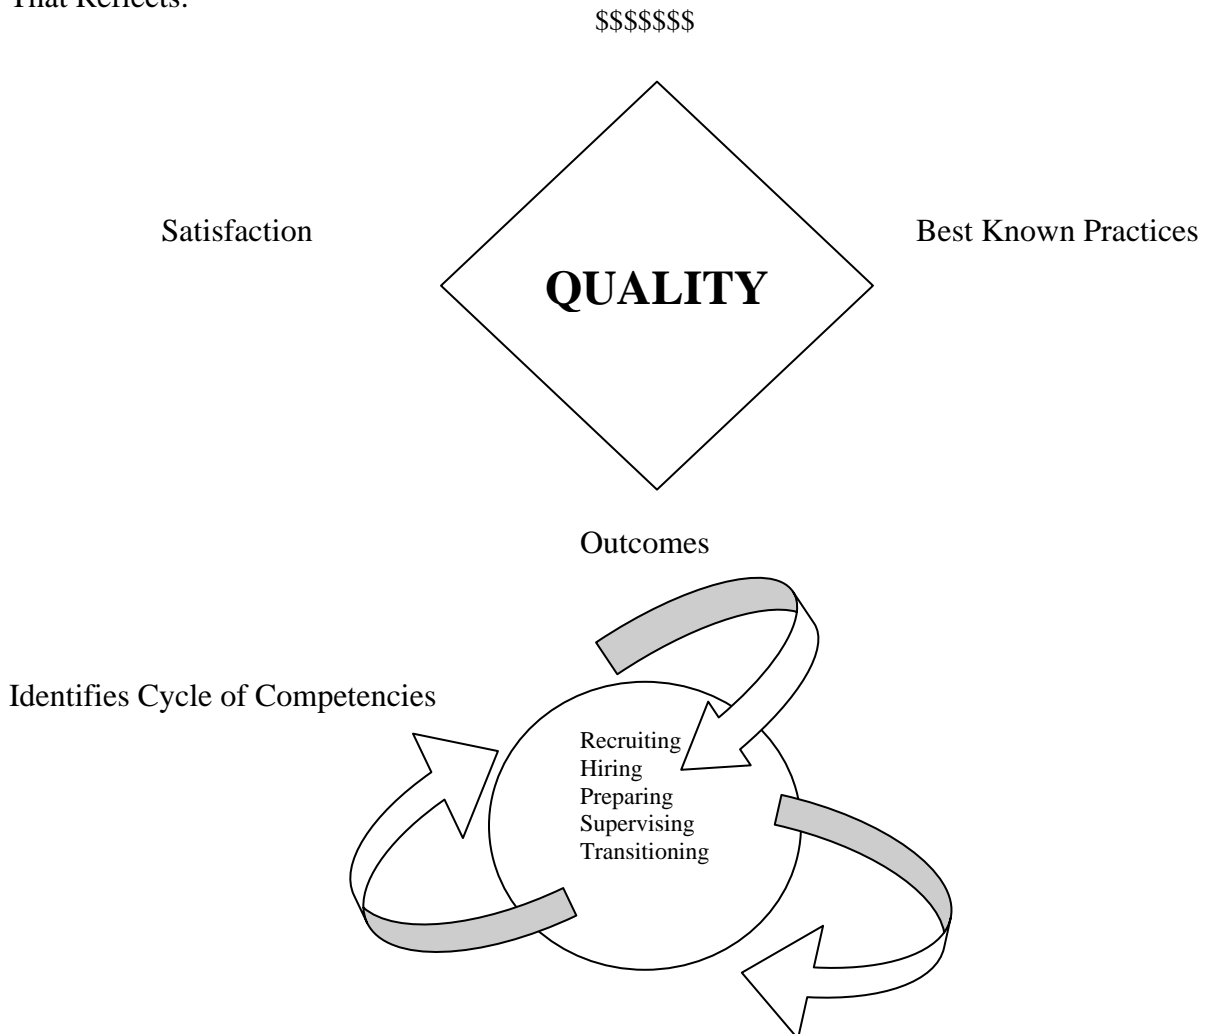 That Reflects:
$$$$$$$
Satisfaction
Best Known Practices
QUALITY
Outcomes
Identifies Cycle of Competencies
Recruiting
Hiring
Preparing
Supervising
Transitioning